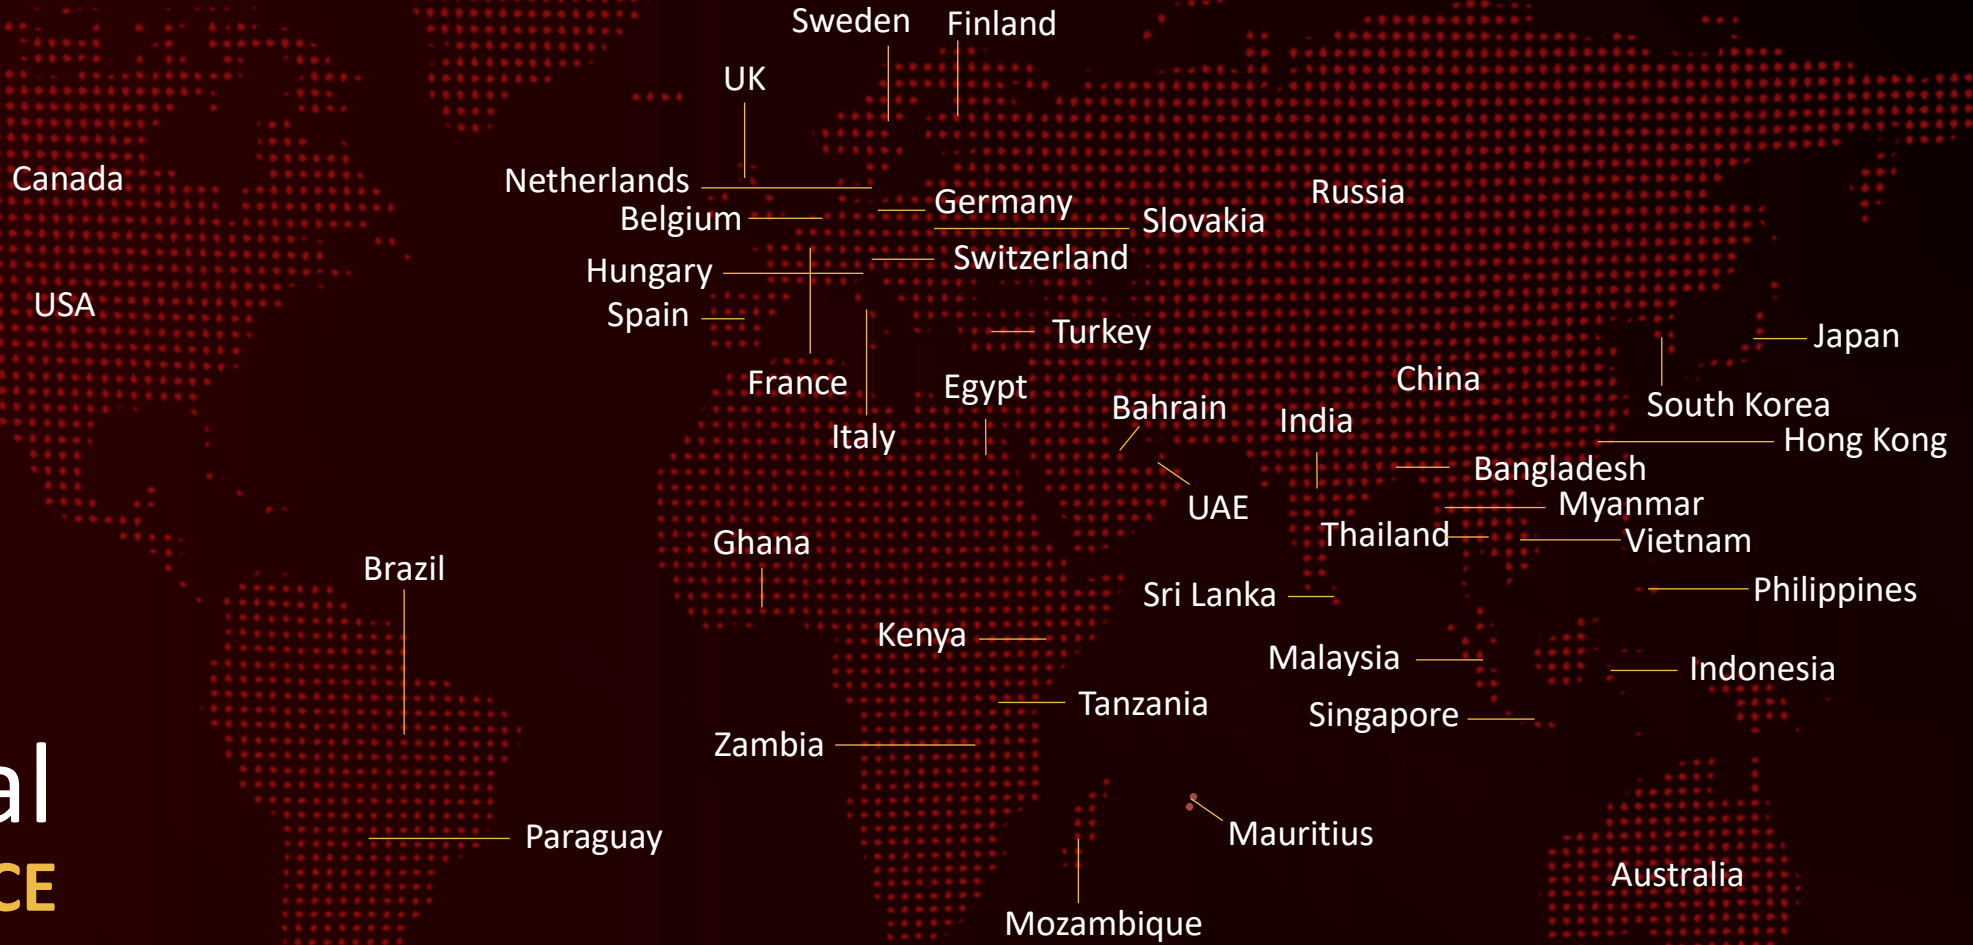 Sweden
Finland
UK
Canada
Netherlands
Belgium
Germany
Slovakia
Russia
Hungary
Switzerland
USA
Spain
Turkey
Japan
France
Egypt
China
Bahrain
India
South Korea
Italy
Hong Kong
Bangladesh
UAE
Myanmar
Ghana
Thailand
Vietnam
Brazil
Sri Lanka
Philippines
Kenya
Malaysia
Indonesia
Tanzania
Singapore
Zambia
al
Mauritius
Paraguay
Australia
CE
Mozambique